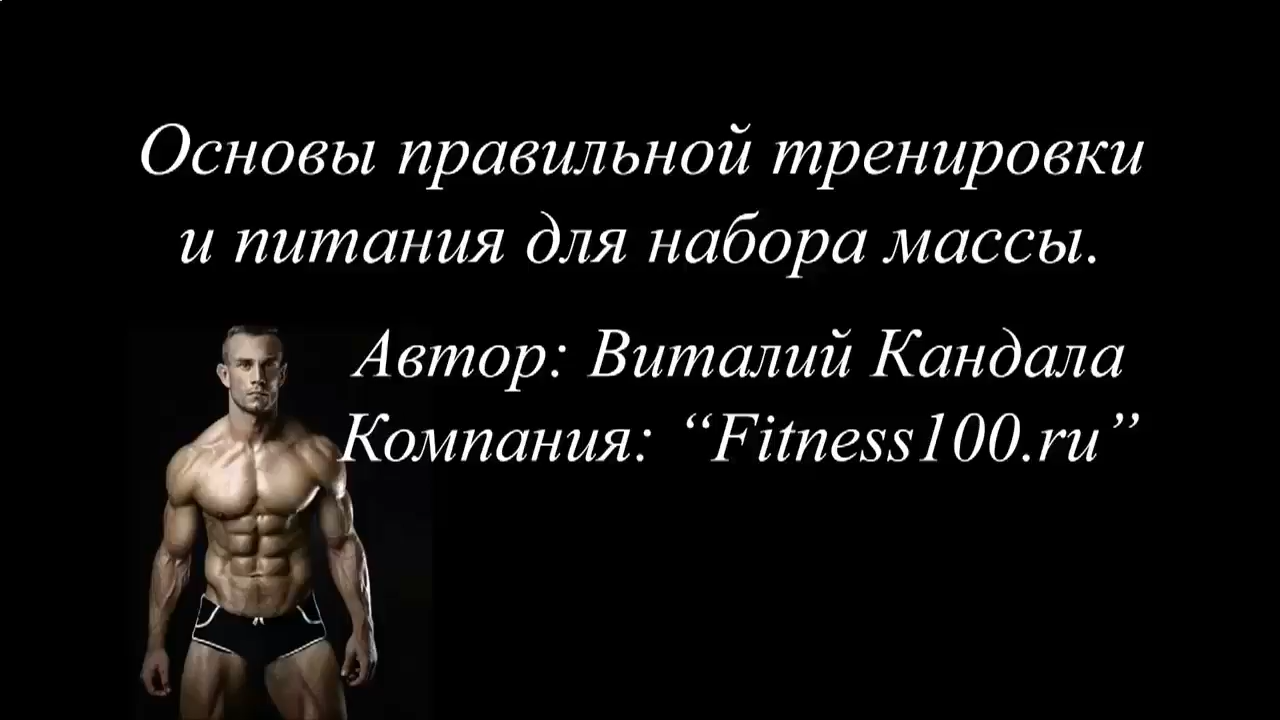 Основы правильной тренировки
и питания для набора массы.
Автор: Виталий Кандала
Компания: “Fitness100.ru”